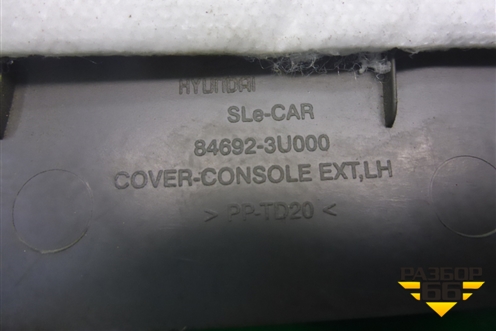 HYUNDAI
SLe-CAR
84692-3U000
COVER-CONSOLE EXT,LH
> PP-TD20 <
РАЗБОР
66